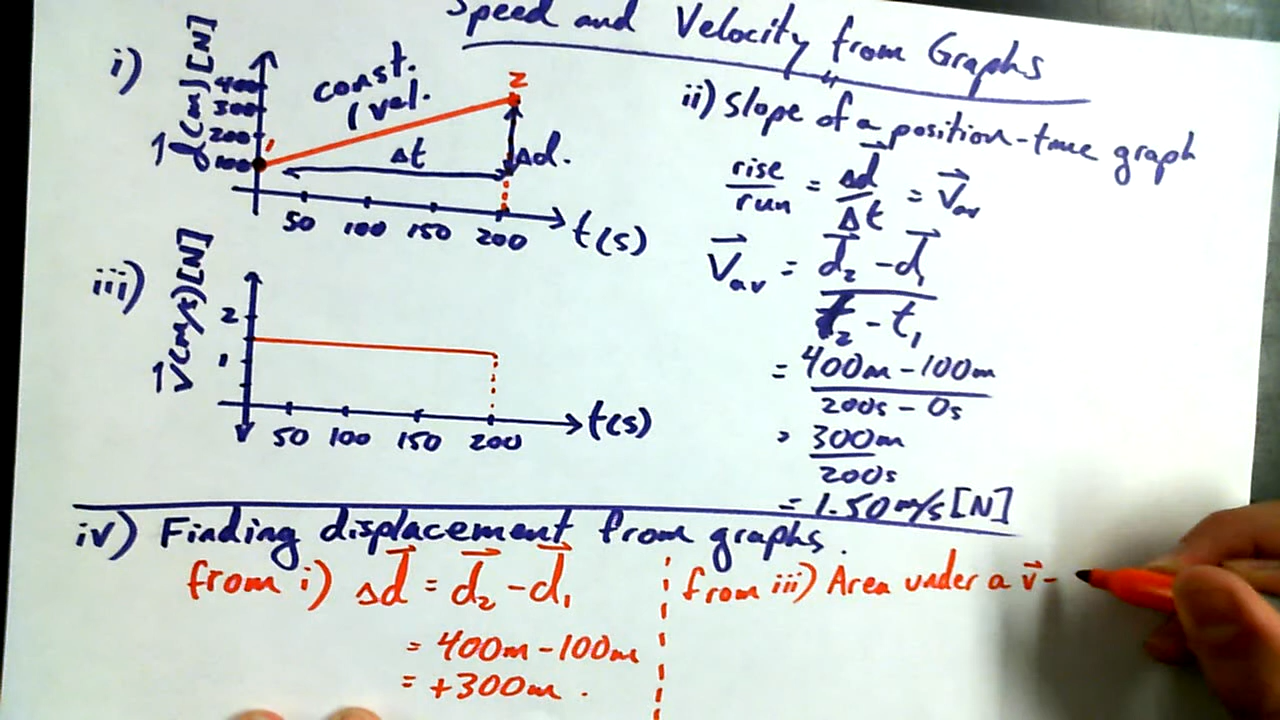 Speed and Velocity from Graphs
i)
d(m)[N]
400
300
200
100
const.
vel.
1
2
Δt
Δd.
50 100 150 200
t(s)
ii) Slope of a position-time graph
rise/run = Δd/Δt = Vav
Vav = d2 - d1
t2 - t1
= 400m - 100m
200s - 0s
= 300m
200s
= 1.50 m/s [N]
iii)
V(m/s)[N]
2
1
50 100 150 200
t(s)
iv) Finding displacement from graphs.
from i) Δd = d2 - d1
= 400m - 100m
= +300m.
from iii) Area under a v-